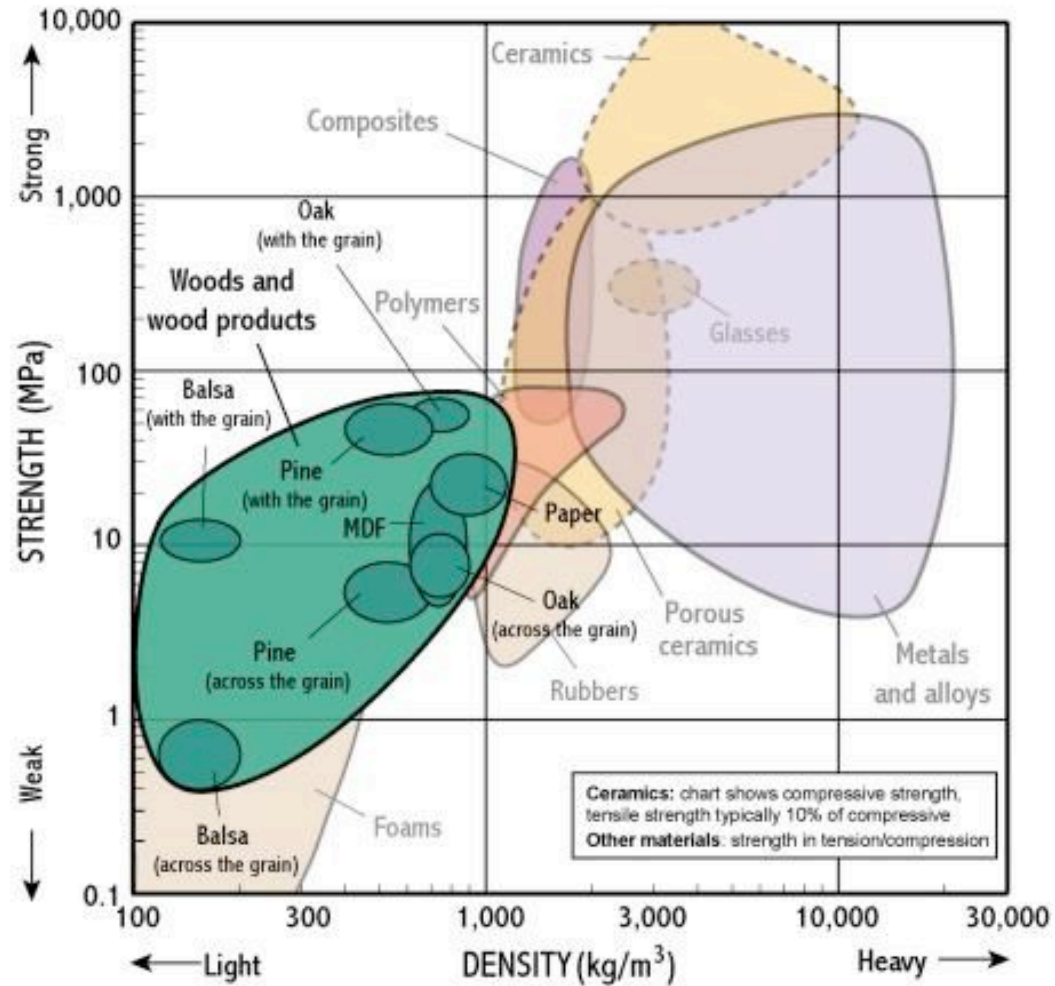 10,000
Strong
Ceramics
Composites
1,000
Oak
(with the grain)
Woods and
wood products
Polymers
Glasses
STRENGTH (MPa)
100
Balsa
(with the grain)
Pine
(with the grain)
MDF
Paper
10
Oak
(across the grain)
Porous
ceramics
Pine
(across the grain)
Rubbers
Metals
and alloys
1
Weak
Foams
Balsa
(across the grain)
Ceramics: chart shows compressive strength,
tensile strength typically 10% of compressive
Other materials: strength in tension/compression
0.1
100 300 1,000 3,000 10,000 30,000
Light DENSITY (kg/m³) Heavy